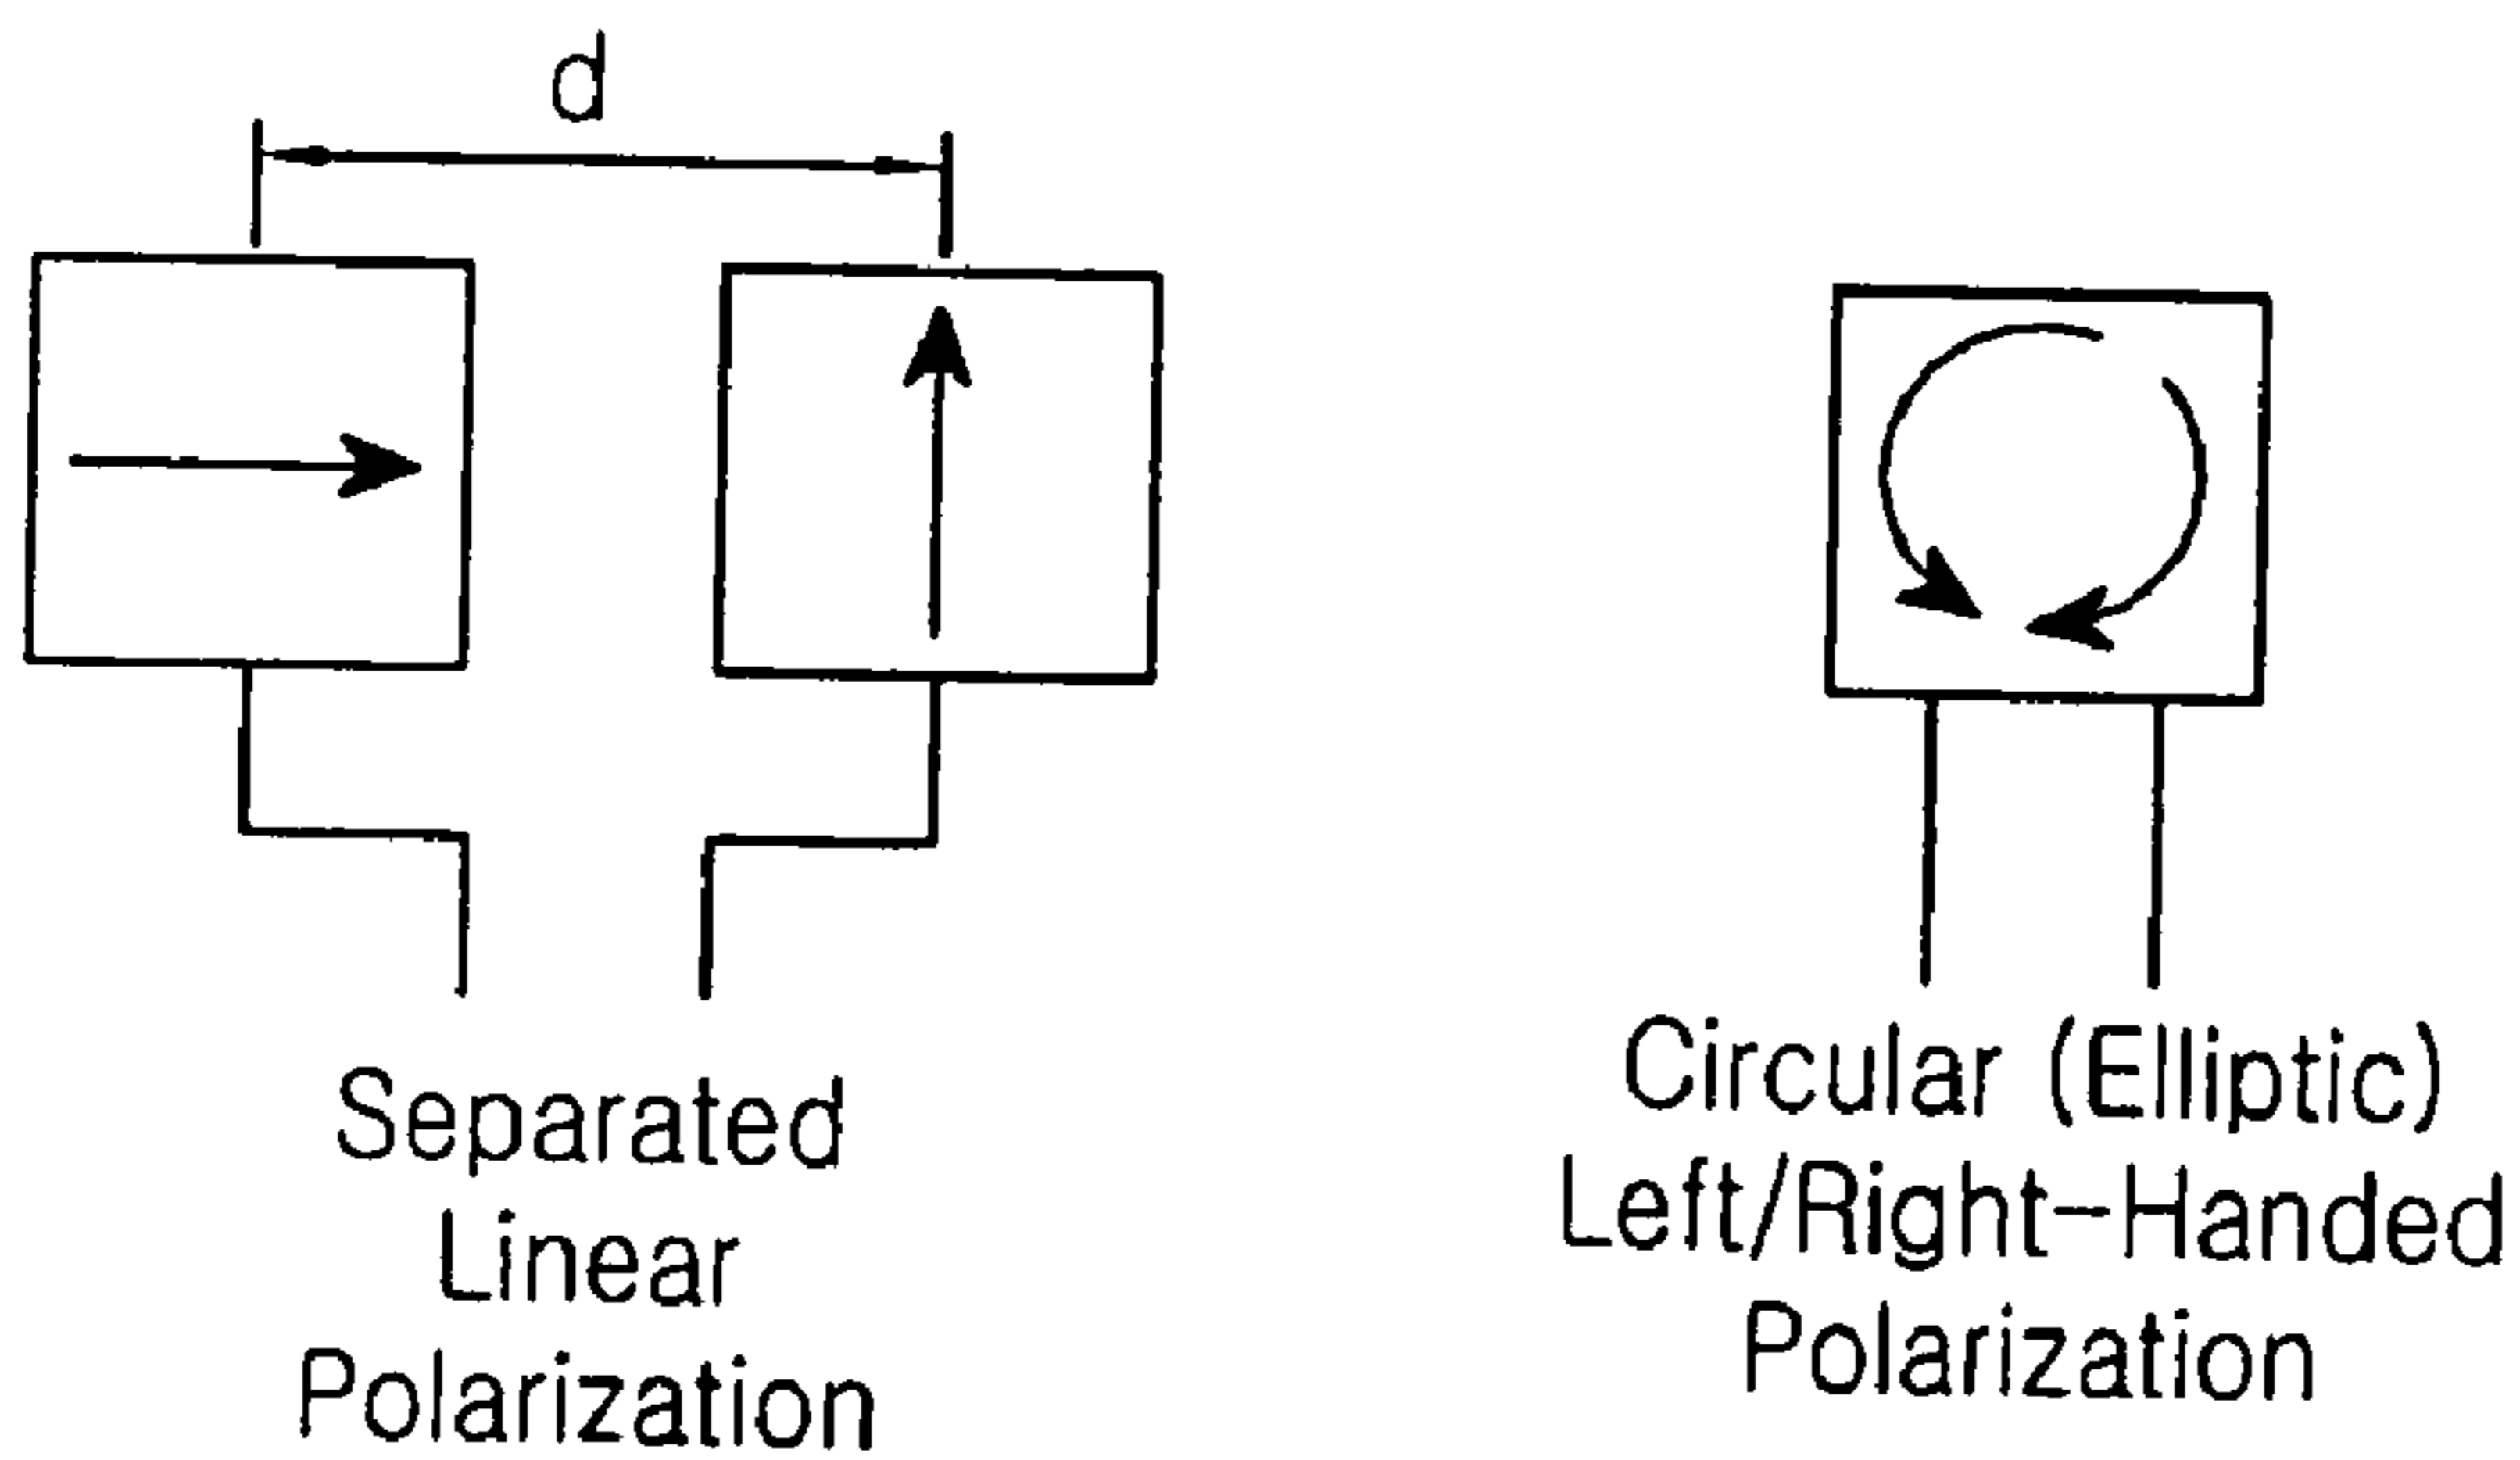 d
Separated
Linear
Polarization
Circular (Elliptic)
Left/Right-Handed
Polarization